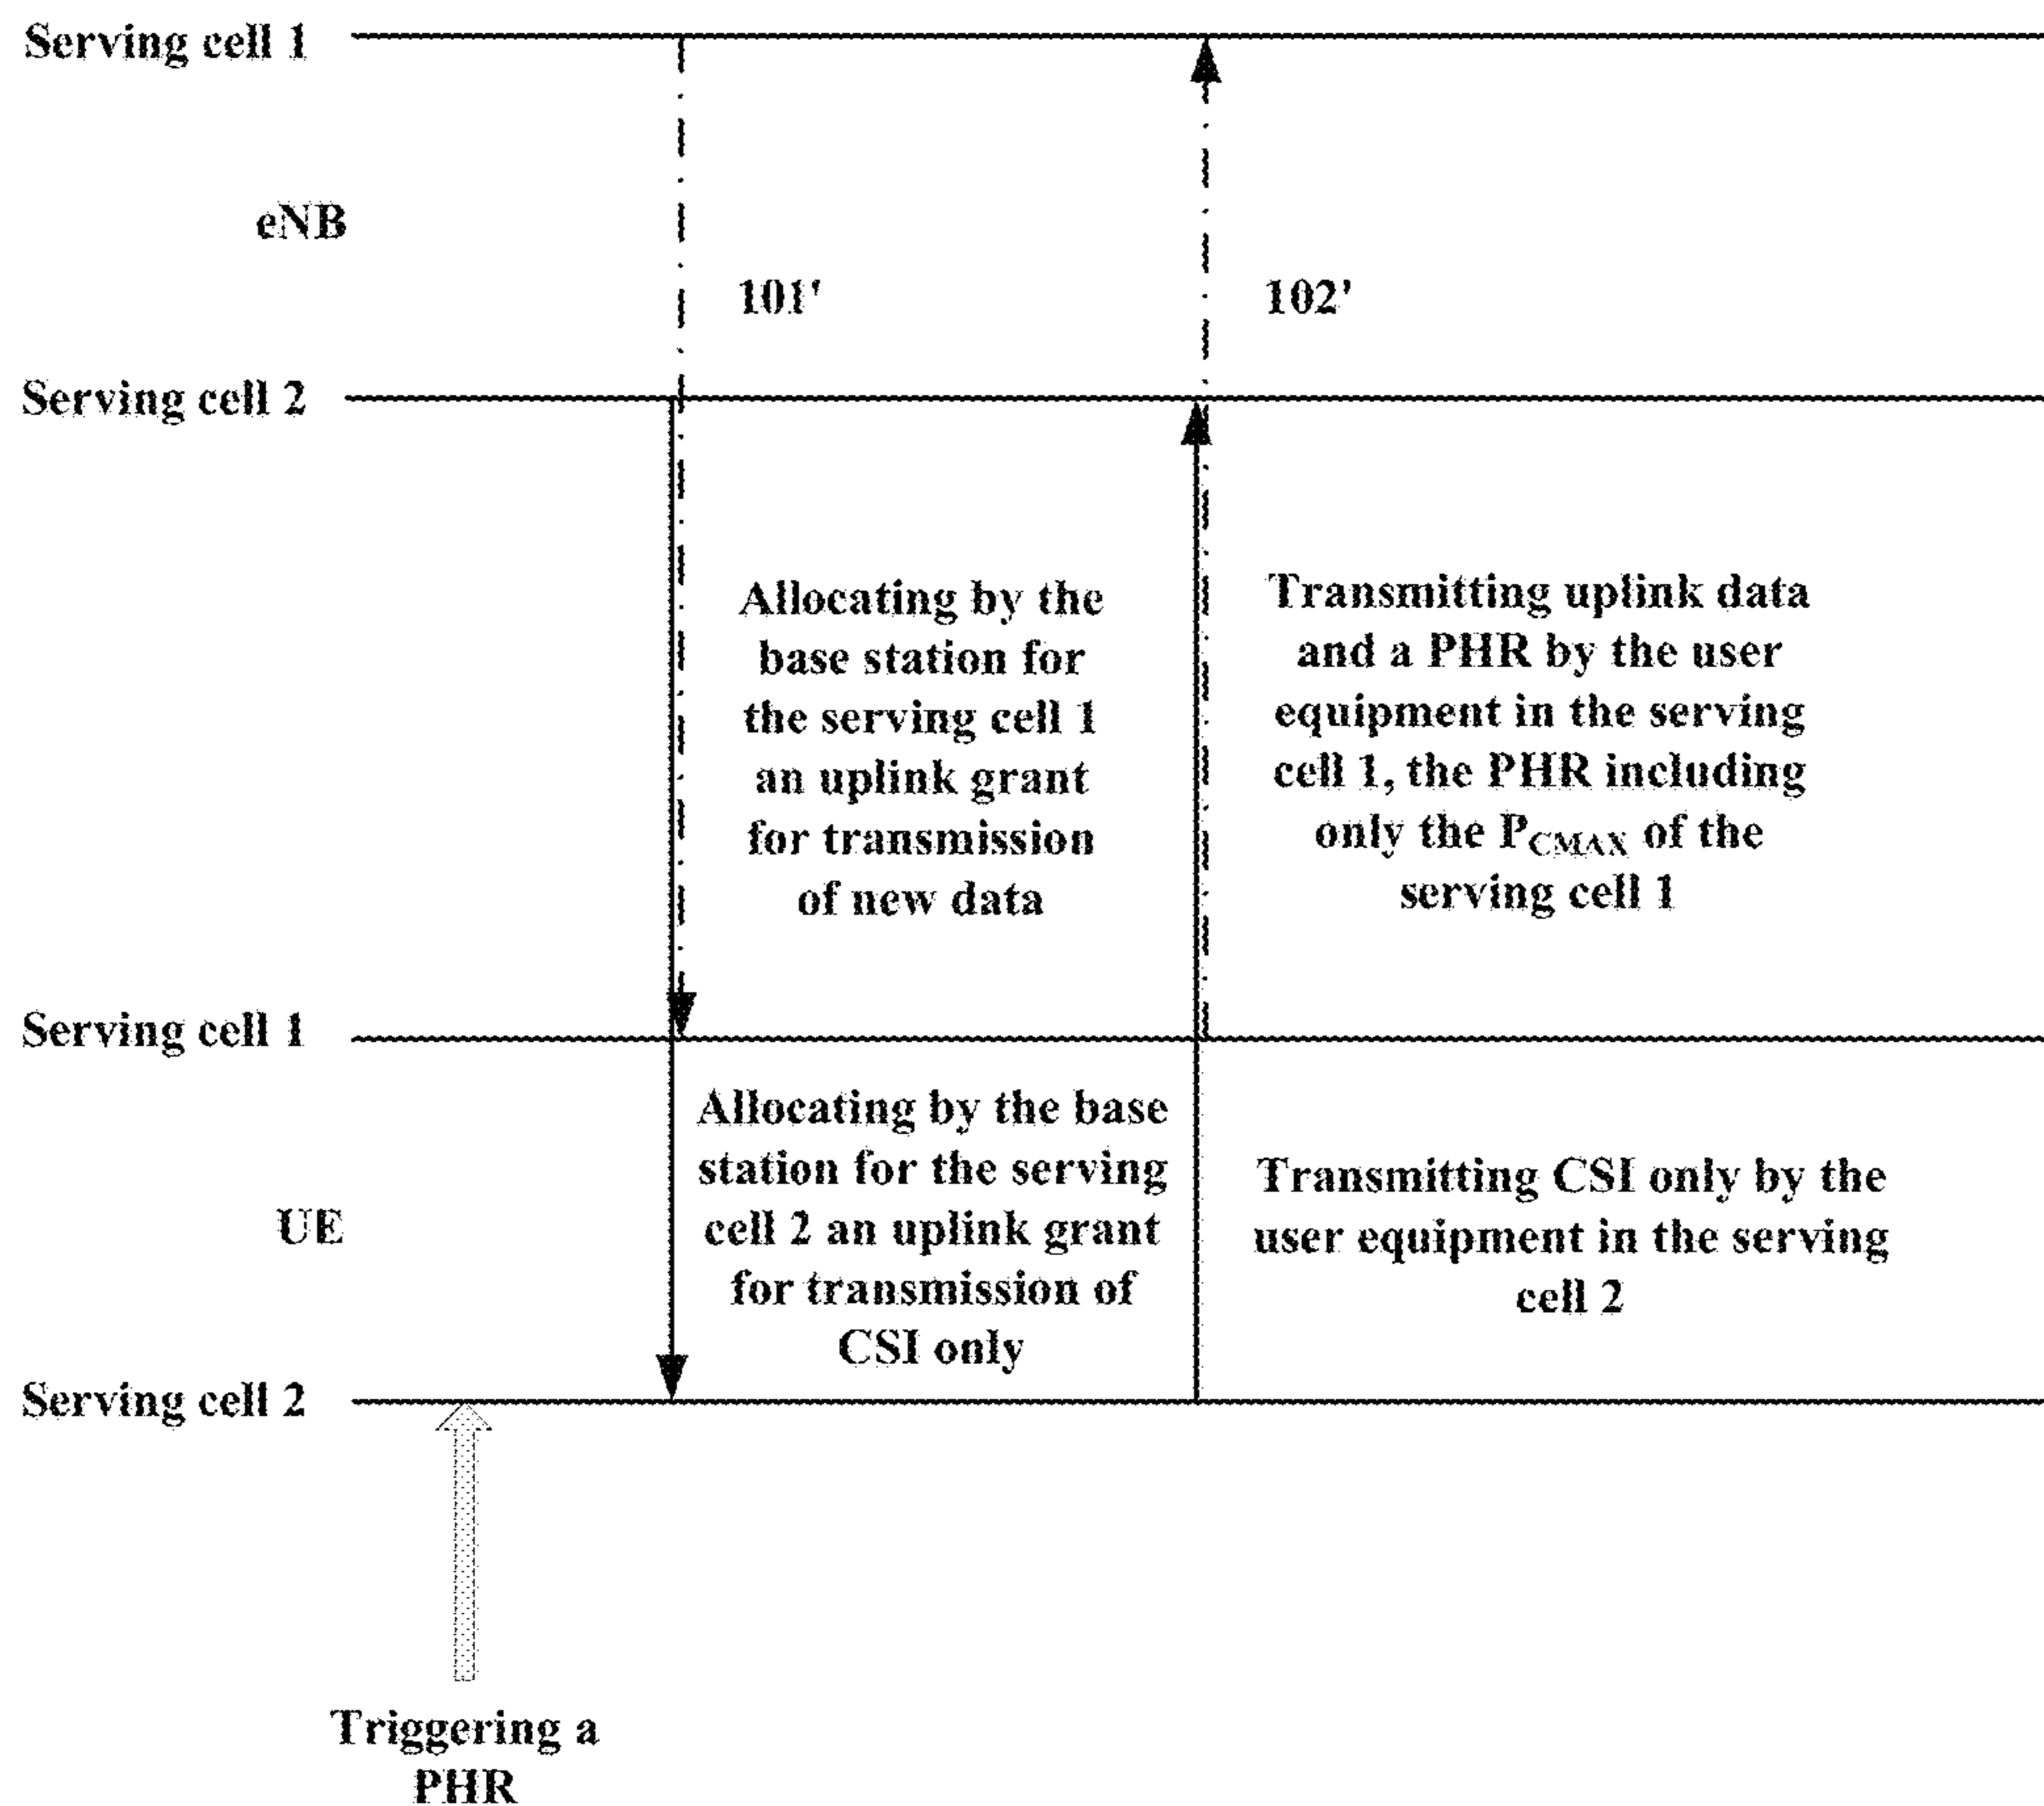 Serving cell 1
eNB
101'
102'
Serving cell 2
Allocating by the
base station for
the serving cell 1
an uplink grant
for transmission
of new data
Transmitting uplink data
and a PHR by the user
equipment in the serving
cell 1, the PHR including
only the PCMAX of the
serving cell 1
Serving cell 1
Allocating by the base
station for the serving
cell 2 an uplink grant
for transmission of
CSI only
Transmitting CSI only by the
user equipment in the serving
cell 2
UE
Serving cell 2
Triggering a
PHR